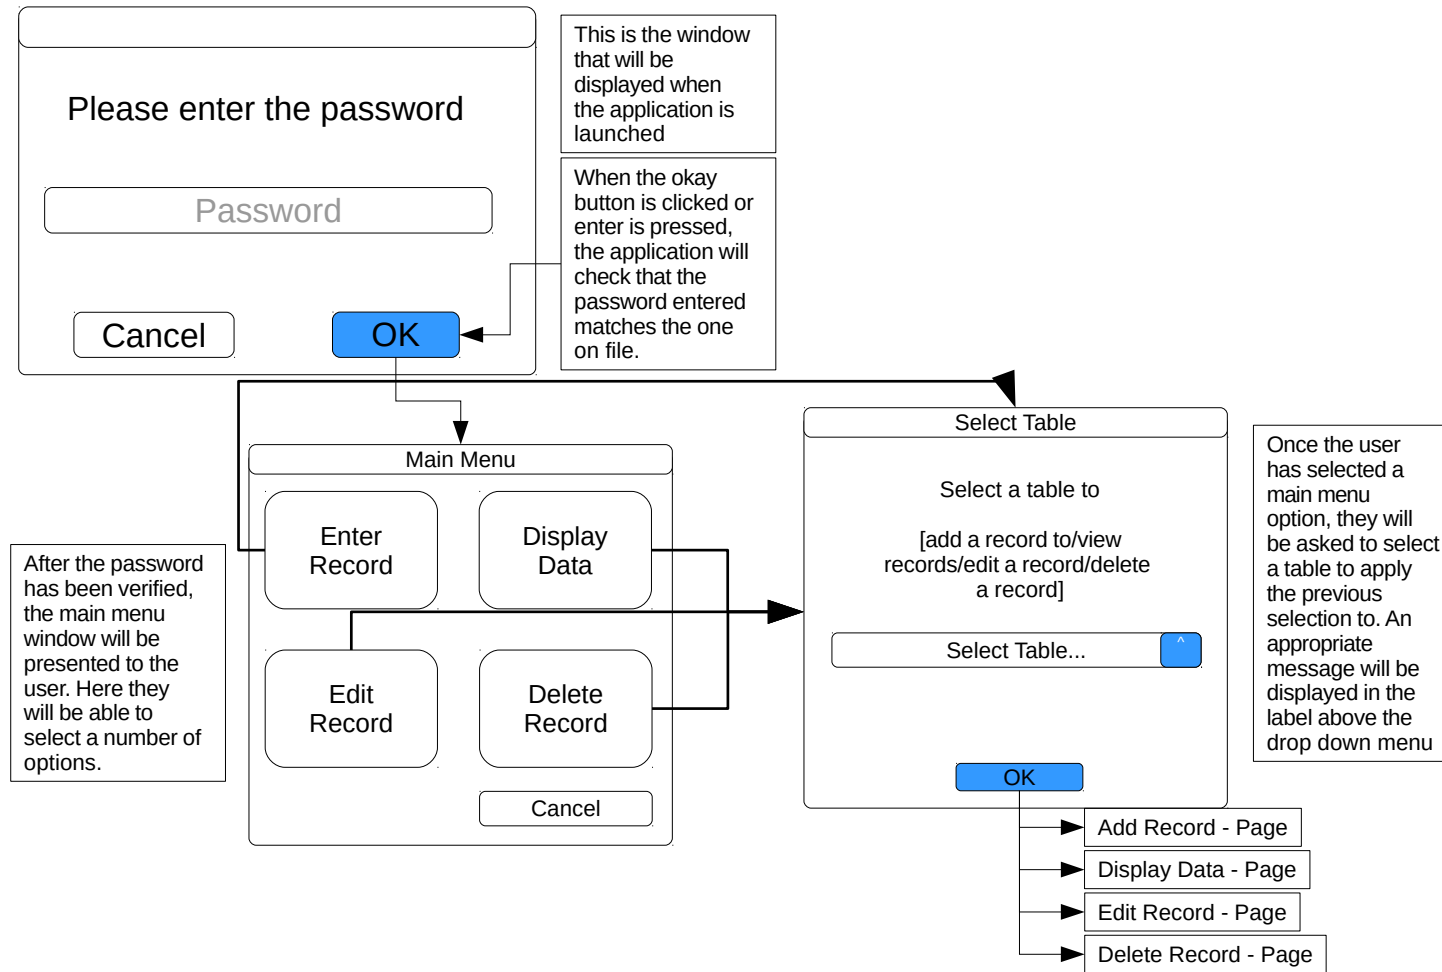 Please enter the password
Password
Cancel
OK
This is the window
that will be
displayed when
the application is
launched
When the okay
button is clicked or
enter is pressed,
the application will
check that the
password entered
matches the one
on file.
After the password
has been verified,
the main menu
window will be
presented to the
user. Here they
will be able to
select a number of
options.
Main Menu
Enter
Record
Display
Data
Edit
Record
Delete
Record
Cancel
Select Table
Select a table to
[add a record to/view
records/edit a record/delete
a record]
Select Table...
^
OK
Once the user
has selected a
main menu
option, they will
be asked to select
a table to apply
the previous
selection to. An
appropriate
message will be
displayed in the
label above the
drop down menu
Add Record - Page
Display Data - Page
Edit Record - Page
Delete Record - Page